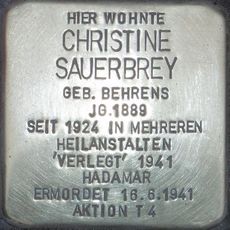 HIER WOHNTE
CHRISTINE
SAUERBREY
GEB. BEHRENS
JG. 1889
SEIT 1924 IN MEHREREN
HEILANSTALTEN
'VERLEGT' 1941
HADAMAR
ERMORDET 16.6.1941
AKTION T4